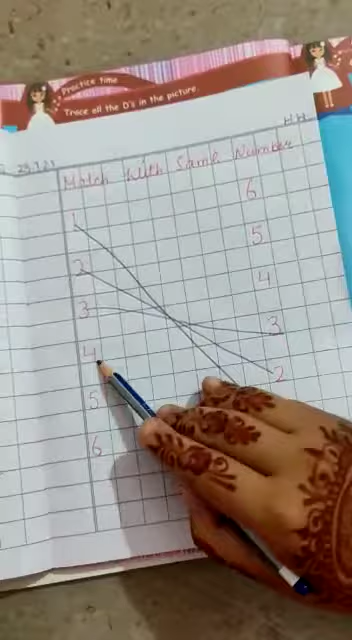 Practice time
Trace all the D's in the picture.
H.H
29.7.21
Match with Same Number
1 6
2 5
3 4
4 3
5 2
6